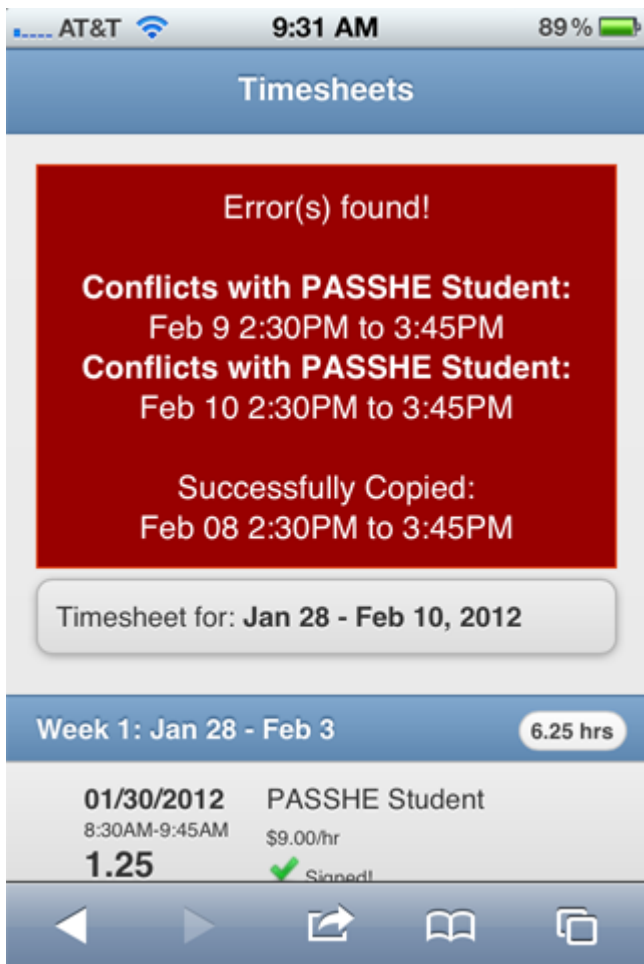 AT&T 9:31 AM 89%
Timesheets
Error(s) found!
Conflicts with PASSHE Student:
Feb 9 2:30PM to 3:45PM
Conflicts with PASSHE Student:
Feb 10 2:30PM to 3:45PM
Successfully Copied:
Feb 08 2:30PM to 3:45PM
Timesheet for: Jan 28 - Feb 10, 2012
Week 1: Jan 28 - Feb 3 6.25 hrs
01/30/2012 PASSHE Student
8:30AM-9:45AM $9.00/hr
1.25 Signed!